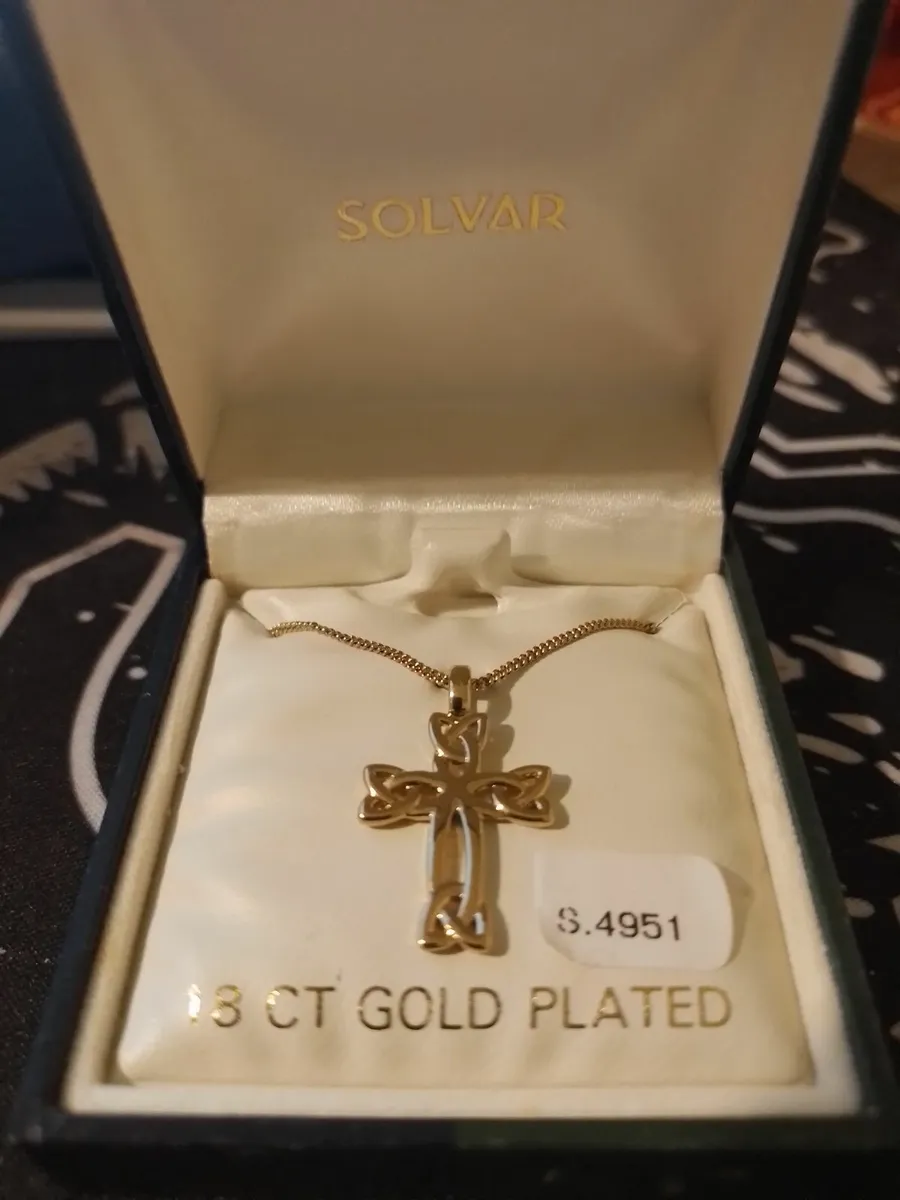 SOLVAR
S.4951
18 CT GOLD PLATED